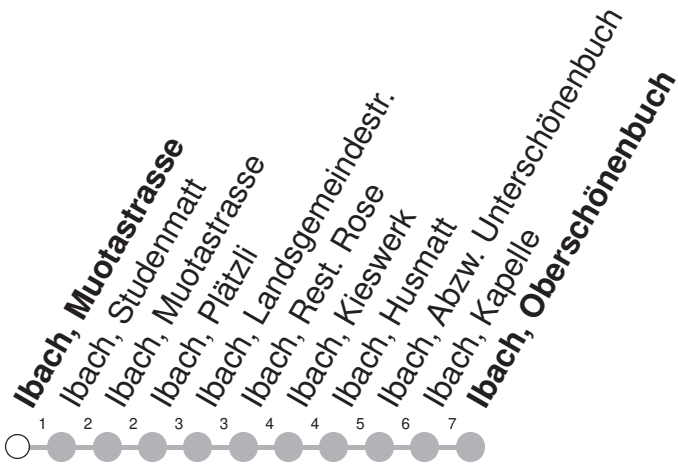 Ibach, Muotastrasse
Ibach, Studenmatt
Ibach, Muotastrasse
Ibach, Plätzli
Ibach, Landsgemeindestr.
Ibach, Rest. Rose
Ibach, Kieswerk
Ibach, Husmatt
Ibach, Abzw. Unterschönenbuch
Ibach, Kapelle
Ibach, Oberschönenbuch
1 2 2 3 3 4 4 5 6 7